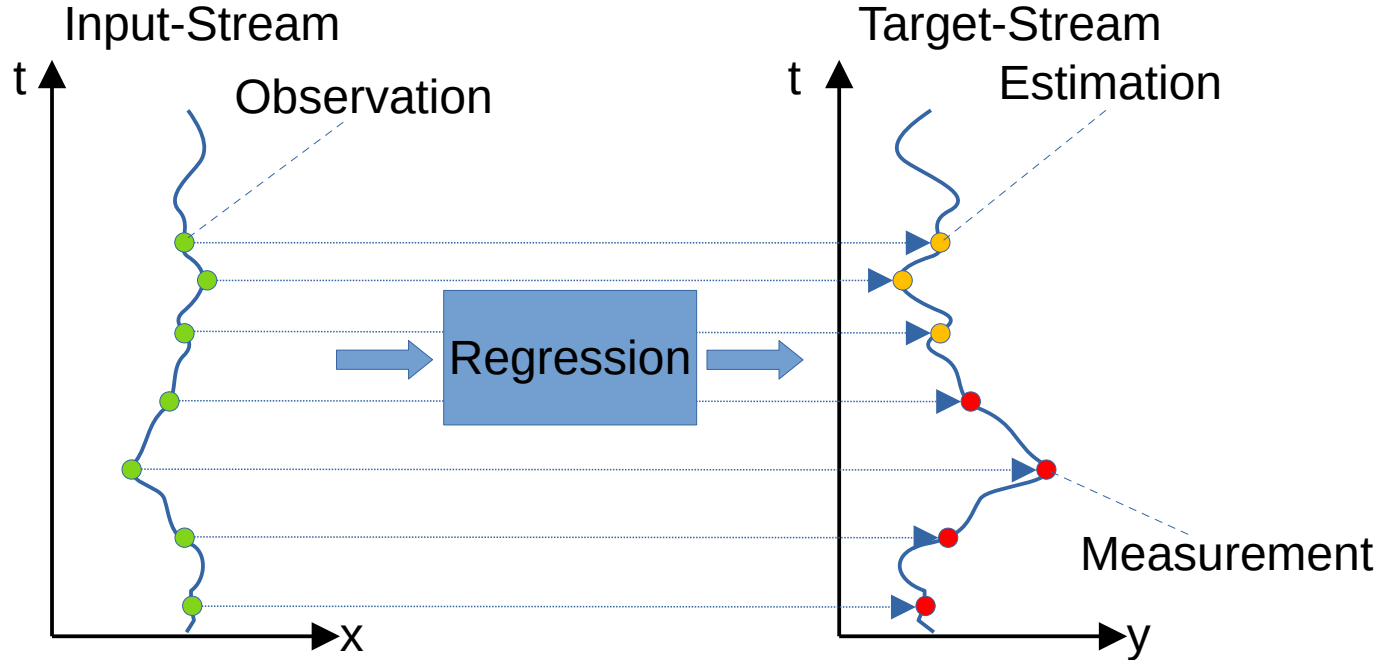 Input-Stream
Target-Stream
t
t
Observation
Estimation
Regression
Measurement
x
y